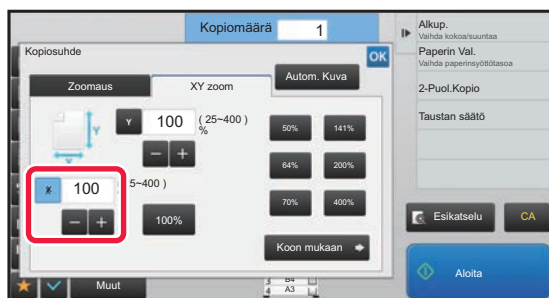 Kopiomäärä 1
Kopiosuhde
OK
Zoomaus
XY zoom
Autom. Kuva
Y
Y 100 ( 25~400 )
%
X
50% 141%
X 100 5~400 )
64% 200%
100%
70% 400%
Koon mukaan
Muut
B4
A3
Alkup.
Vaihda kokoa/suuntaa
Paperin Val.
Vaihda paperinsyöttötasoa
2-Puol.Kopio
Taustan säätö
Esikatselu
CA
Aloita